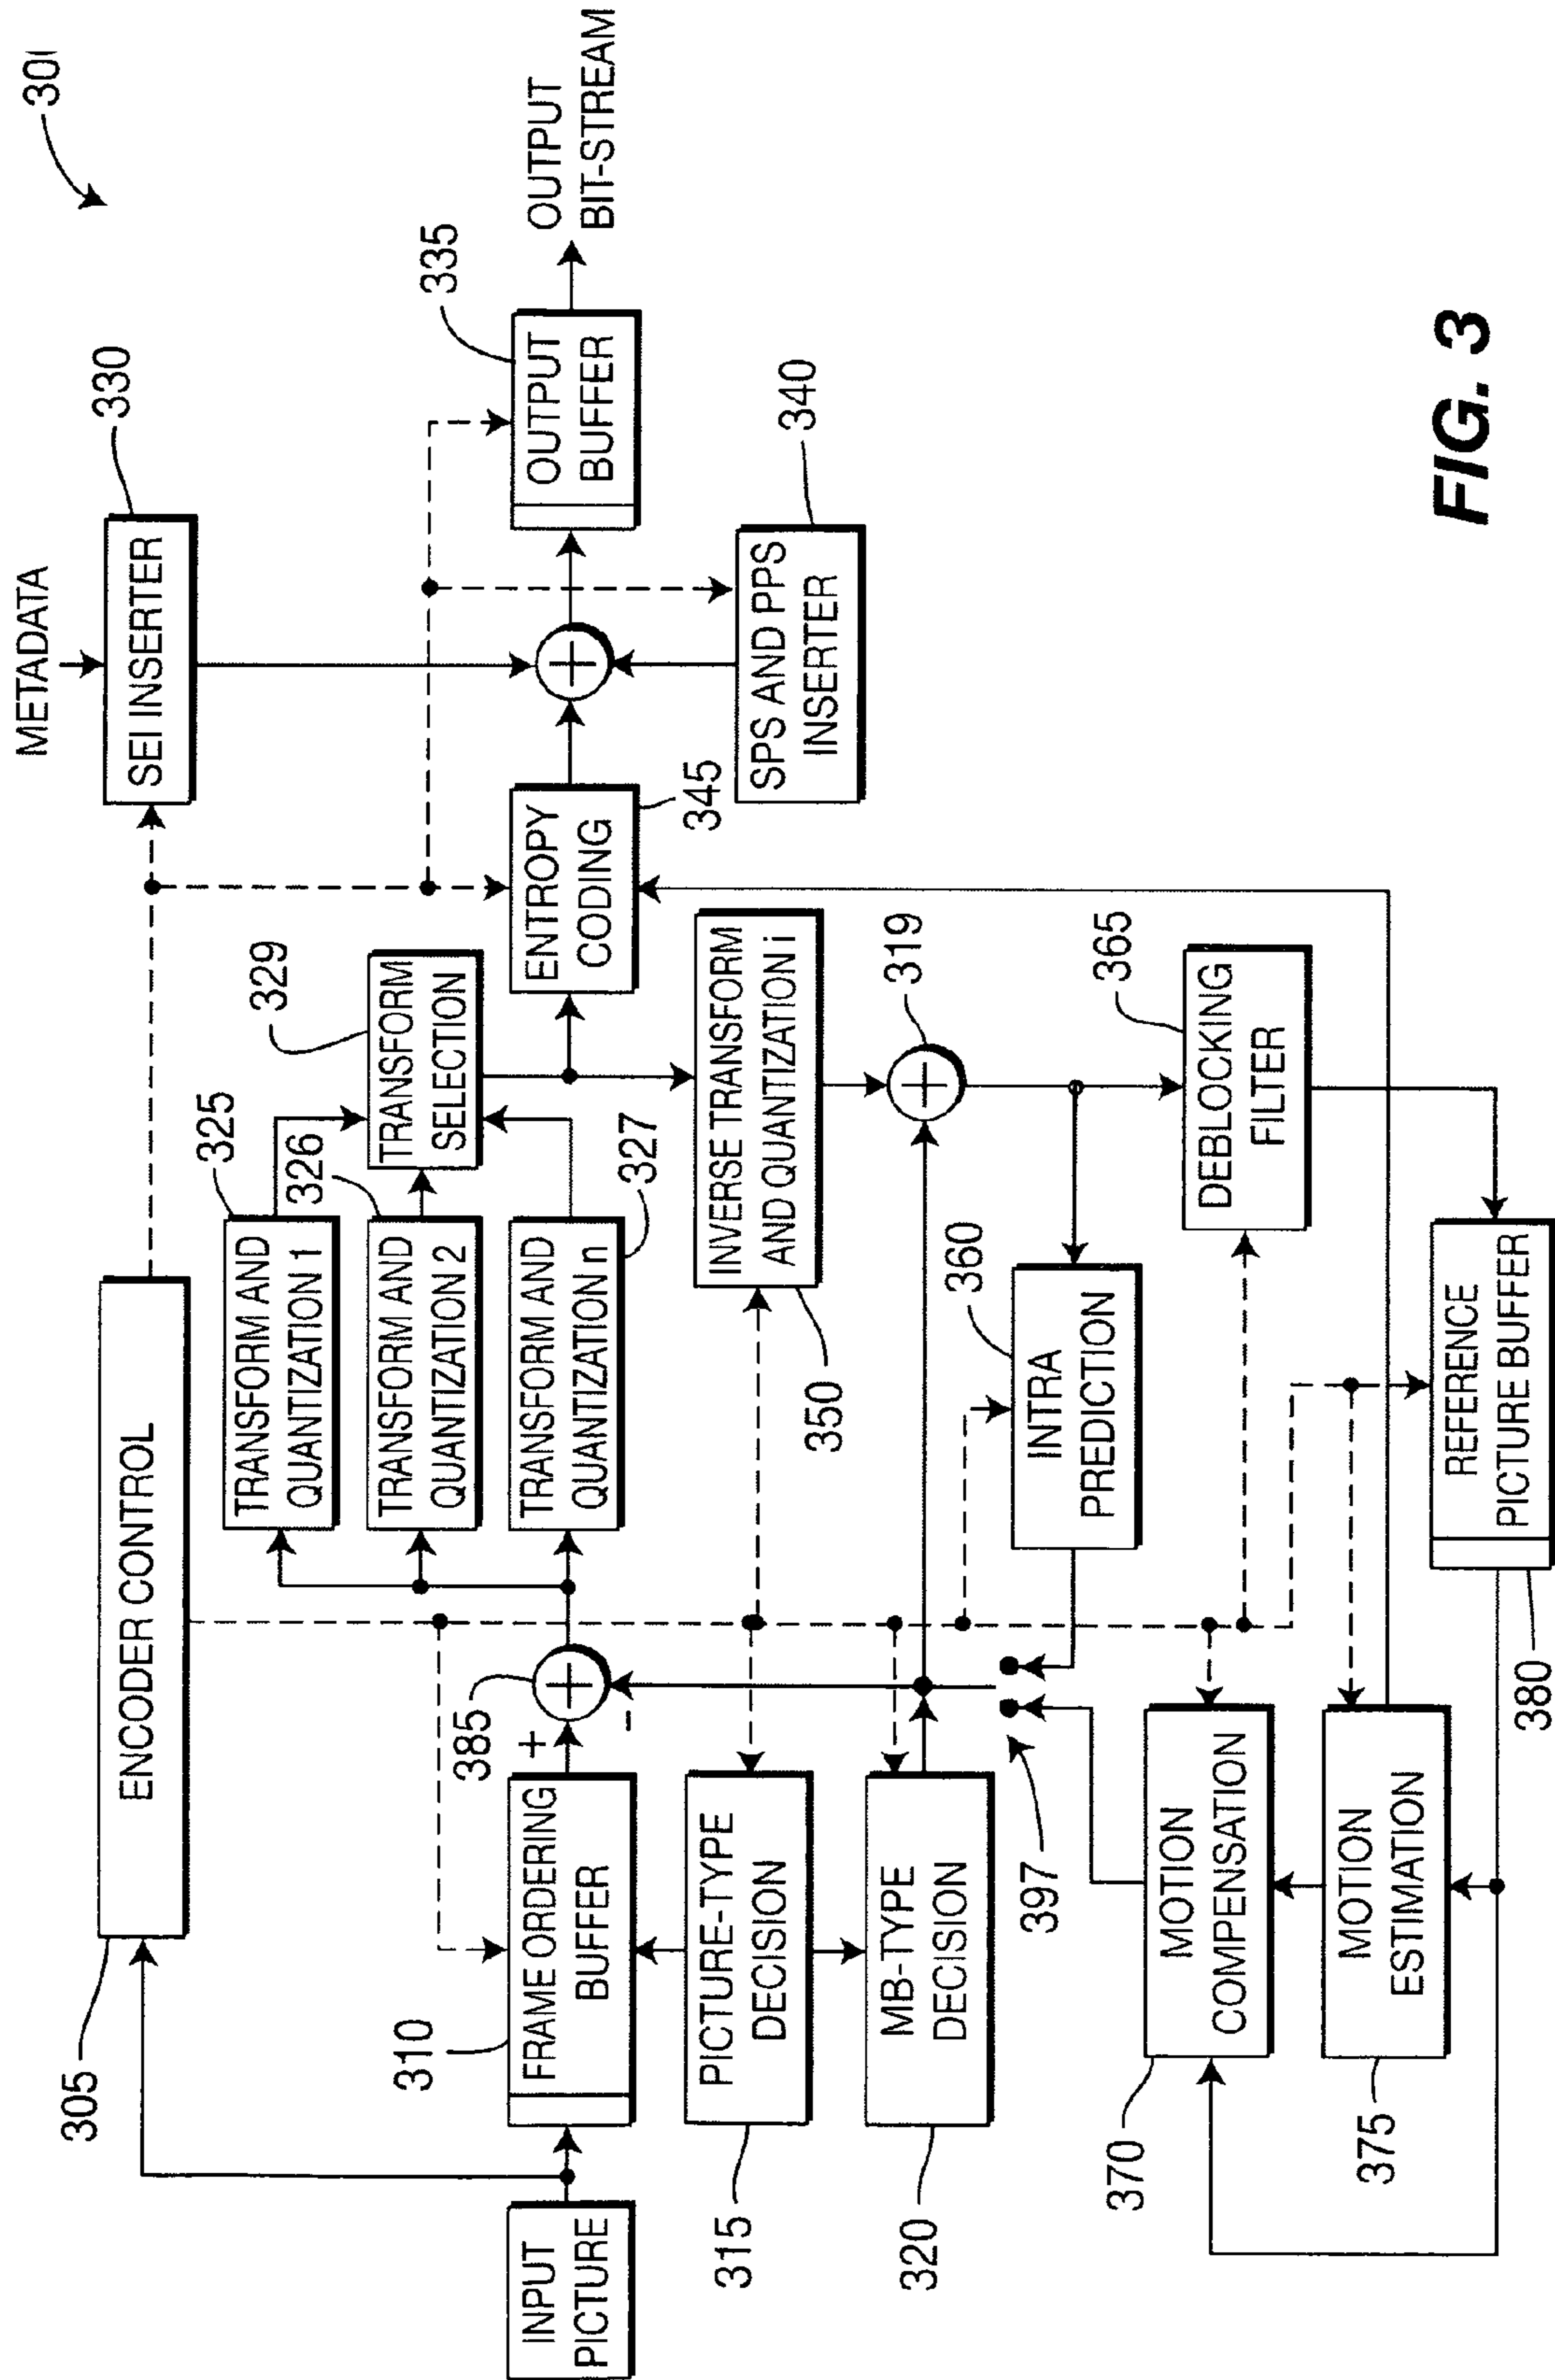 300
METADATA
330
SEI INSERTER
305
ENCODER CONTROL
325
TRANSFORM AND
QUANTIZATION 1
326
TRANSFORM AND
QUANTIZATION 2
327
TRANSFORM AND
QUANTIZATION n
329
TRANSFORM
SELECTION
335
OUTPUT
BUFFER
OUTPUT
BIT-STREAM
INPUT
PICTURE
310
FRAME ORDERING
BUFFER
385
+
-
+
ENTROPY
CODING
345
+
340
SPS AND PPS
INSERTER
315
PICTURE-TYPE
DECISION
INVERSE TRANSFORM
AND QUANTIZATION i
350
320
MB-TYPE
DECISION
+
319
397
360
INTRA
PREDICTION
365
DEBLOCKING
FILTER
370
MOTION
COMPENSATION
375
MOTION
ESTIMATION
380
REFERENCE
PICTURE BUFFER
FIG. 3